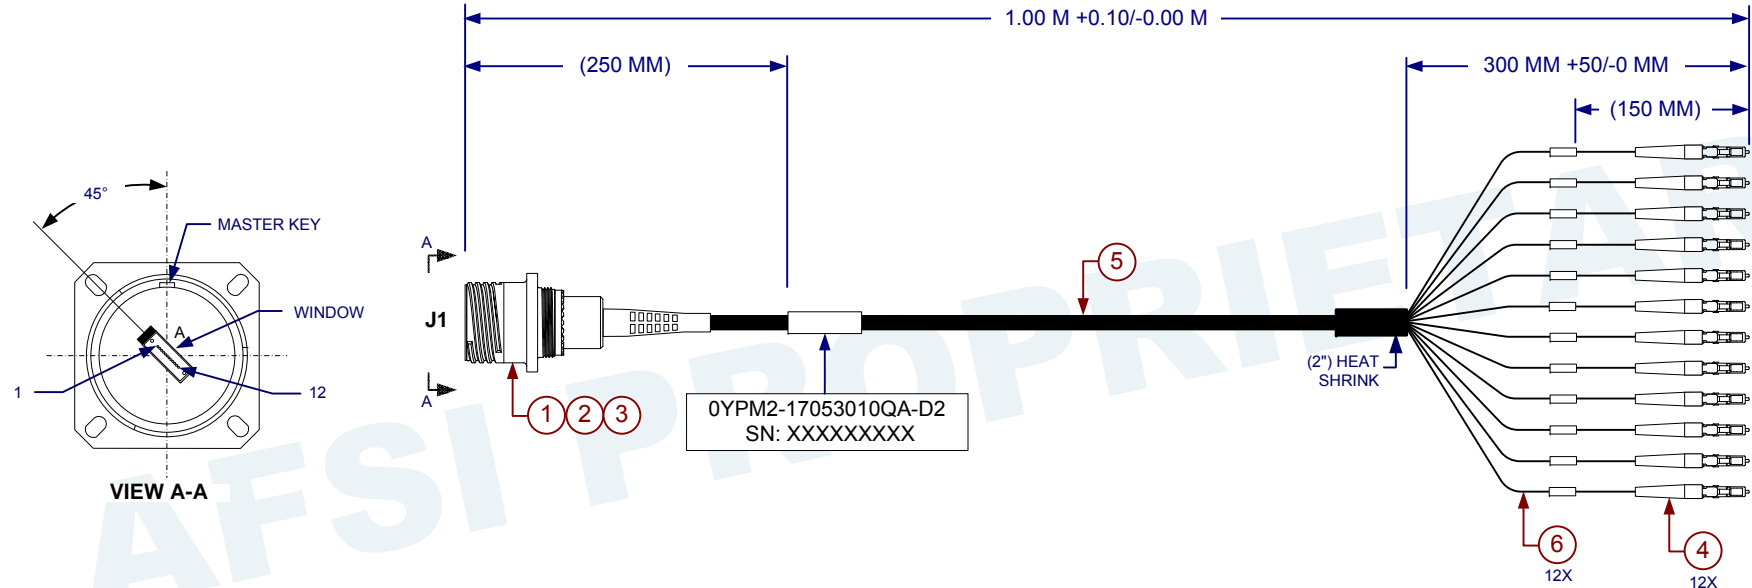 1.00 M +0.10/-0.00 M
(250 MM)
300 MM +50/-0 MM
(150 MM)
45°
MASTER KEY
WINDOW
A
1
12
VIEW A-A
A
J1
A
1 2 3
5
0YPM2-17053010QA-D2
SN: XXXXXXXXX
(2") HEAT
SHRINK
6
12X
4
12X
AFSI PROPRIETAR